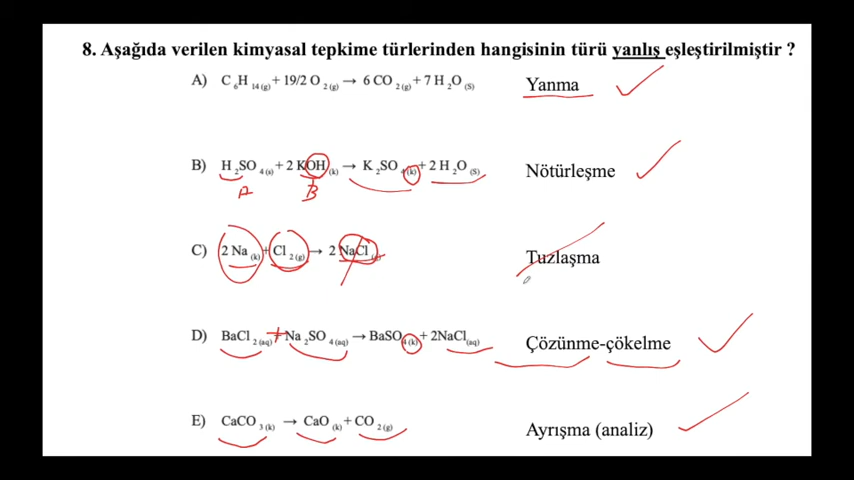 8. Aşağıda verilen kimyasal tepkime türlerinden hangisinin türü yanlış eşleştirilmiştir ?
A) C6H14(g) + 19/2 O2(g) → 6 CO2(g) + 7 H2O(S) Yanma
B) H2SO4(s) + 2 KOH(k) → K2SO4(k) + 2 H2O(S) Nötürleşme
A B
C) 2 Na(k) + Cl2(g) → 2 NaCl Tuzlaşma
D) BaCl2(aq) + Na2SO4(aq) → BaSO4(k) + 2NaCl(aq) Çözünme-çökelme
E) CaCO3(k) → CaO(k) + CO2(g) Ayrışma (analiz)